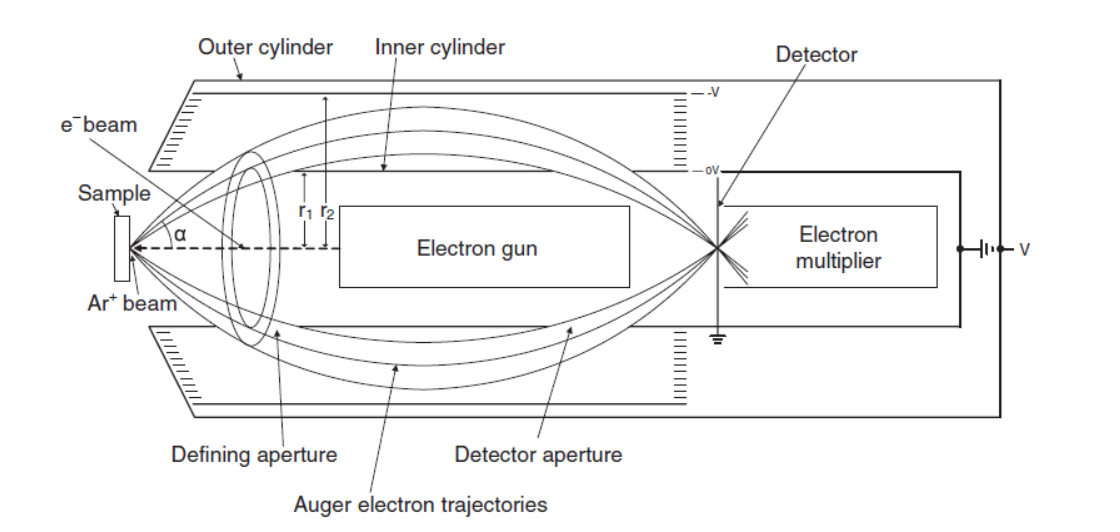 Outer cylinder
Inner cylinder
Detector
-V
e⁻beam
oV
Sample
r₁ r₂
α
Electron gun
Electron
multiplier
V
Ar⁺ beam
Defining aperture
Detector aperture
Auger electron trajectories